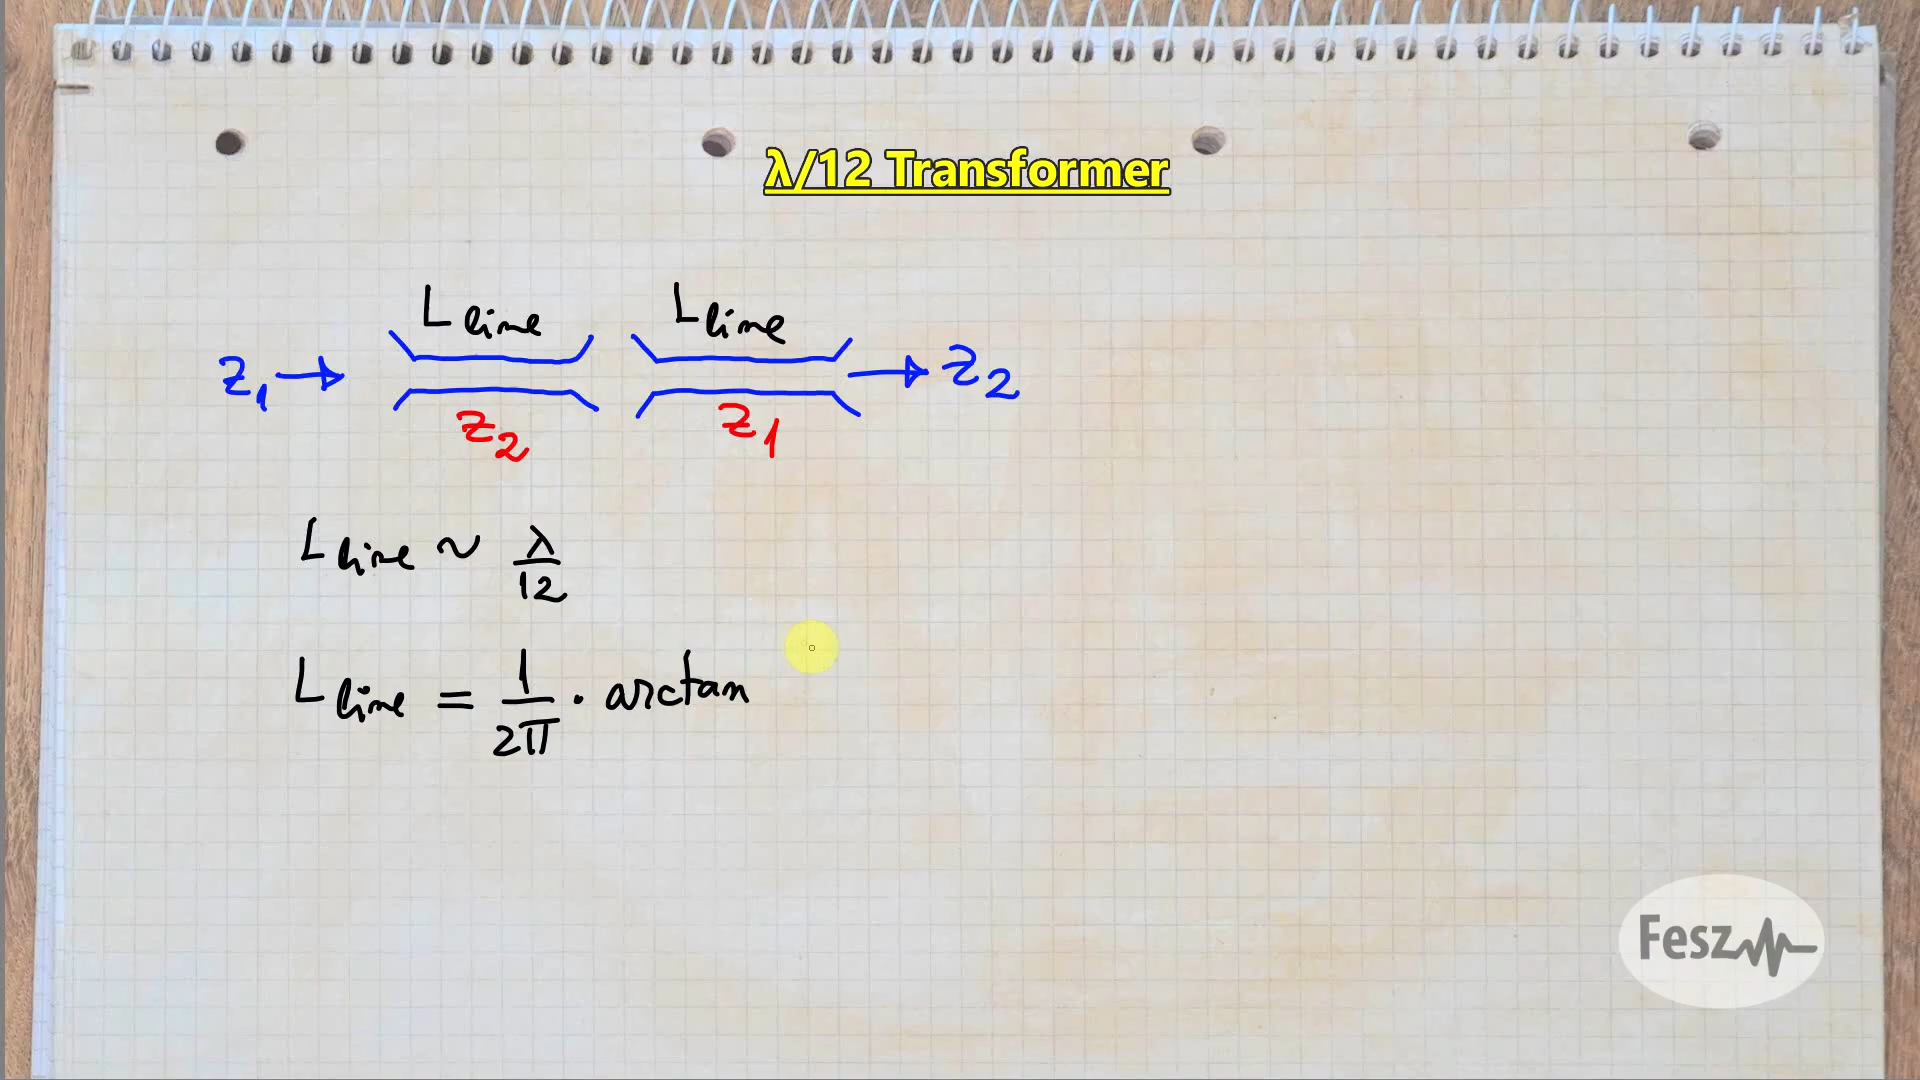 λ/12 Transformer
Lline Lline
Z1 → → Z2
Z2 Z1
Lline ~ λ/12
Lline = 1/2π · arctan
Fesz